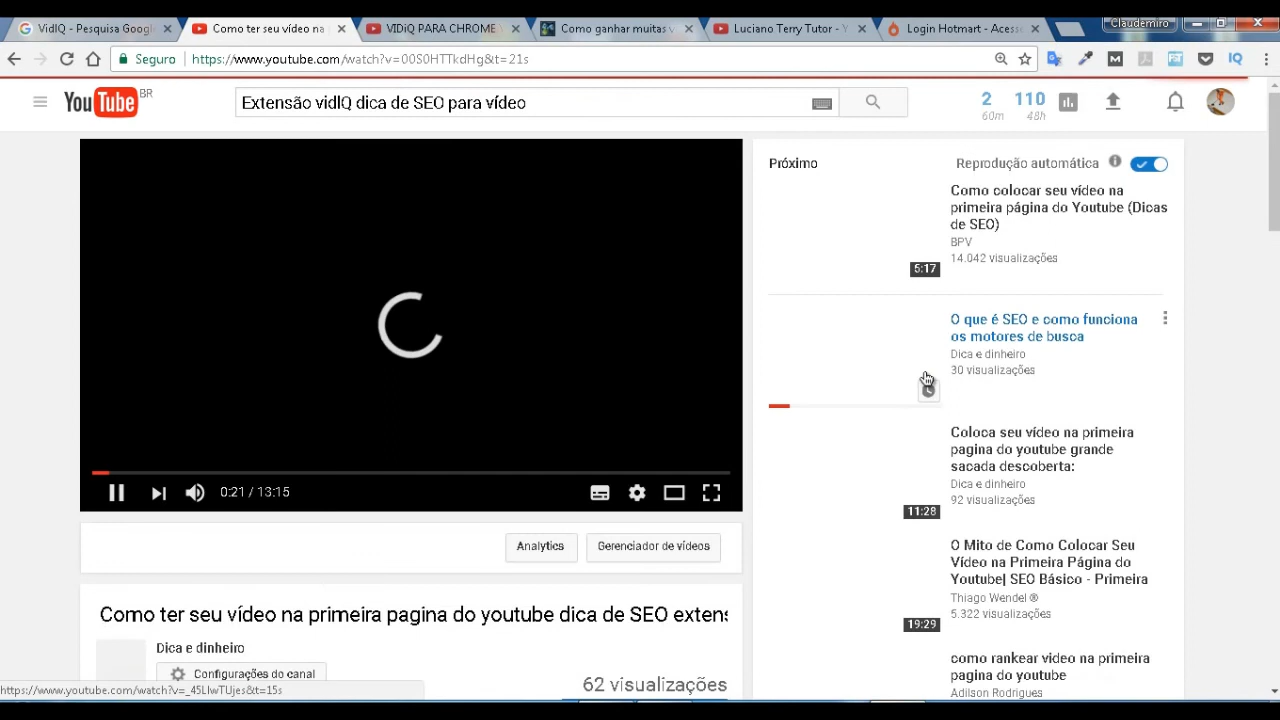 Claudemiro
VidIQ - Pesquisa Googl
Como ter seu vídeo na
VIDiQ PARA CHROME
Como ganhar muitas v
Luciano Terry Tutor - Y
Login Hotmart - Acess
Seguro
https://www.youtube.com/watch?v=00S0HTTkdHg&t=21s
YouTube BR
Extensão vidIQ dica de SEO para vídeo
2
60m
110
48h
Próximo
Reprodução automática
Como colocar seu vídeo na
primeira página do Youtube (Dicas
de SEO)
BPV
14.042 visualizações
5:17
O que é SEO e como funciona
os motores de busca
Dica e dinheiro
30 visualizações
Coloca seu vídeo na primeira
pagina do youtube grande
sacada descoberta:
Dica e dinheiro
92 visualizações
11:28
O Mito de Como Colocar Seu
Vídeo na Primeira Página do
Youtube| SEO Básico - Primeira
Thiago Wendel ®
5.322 visualizações
19:29
como rankear video na primeira
pagina do youtube
Adilson Rodrigues
0:21 / 13:15
Analytics
Gerenciador de vídeos
Como ter seu vídeo na primeira pagina do youtube dica de SEO extens
Dica e dinheiro
Configurações do canal
62 visualizações
https://www.youtube.com/watch?v=_45LIwTUjes&t=15s